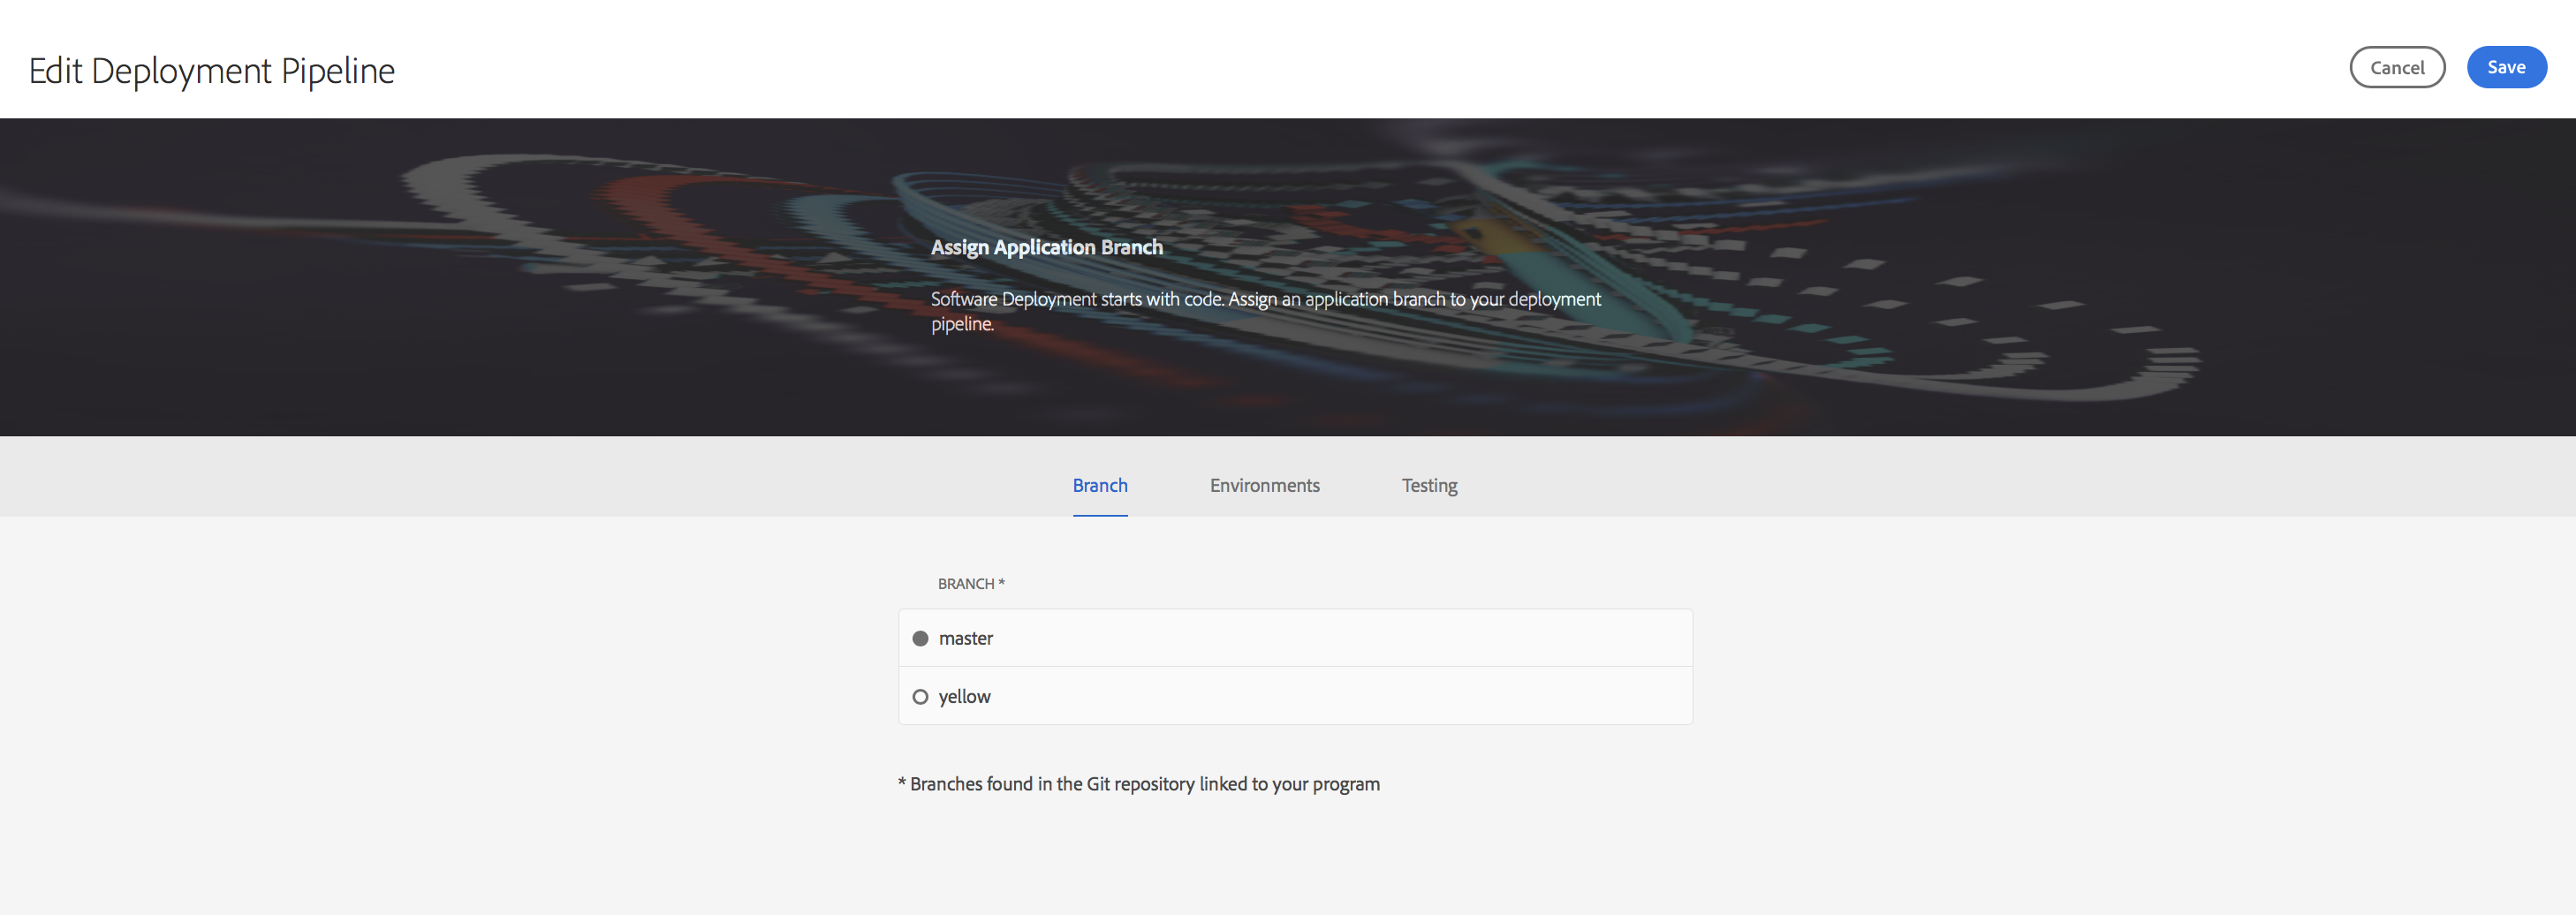 Edit Deployment Pipeline
Cancel
Save
Assign Application Branch
Software Deployment starts with code. Assign an application branch to your deployment
pipeline.
Branch
Environments
Testing
BRANCH *
master
yellow
* Branches found in the Git repository linked to your program